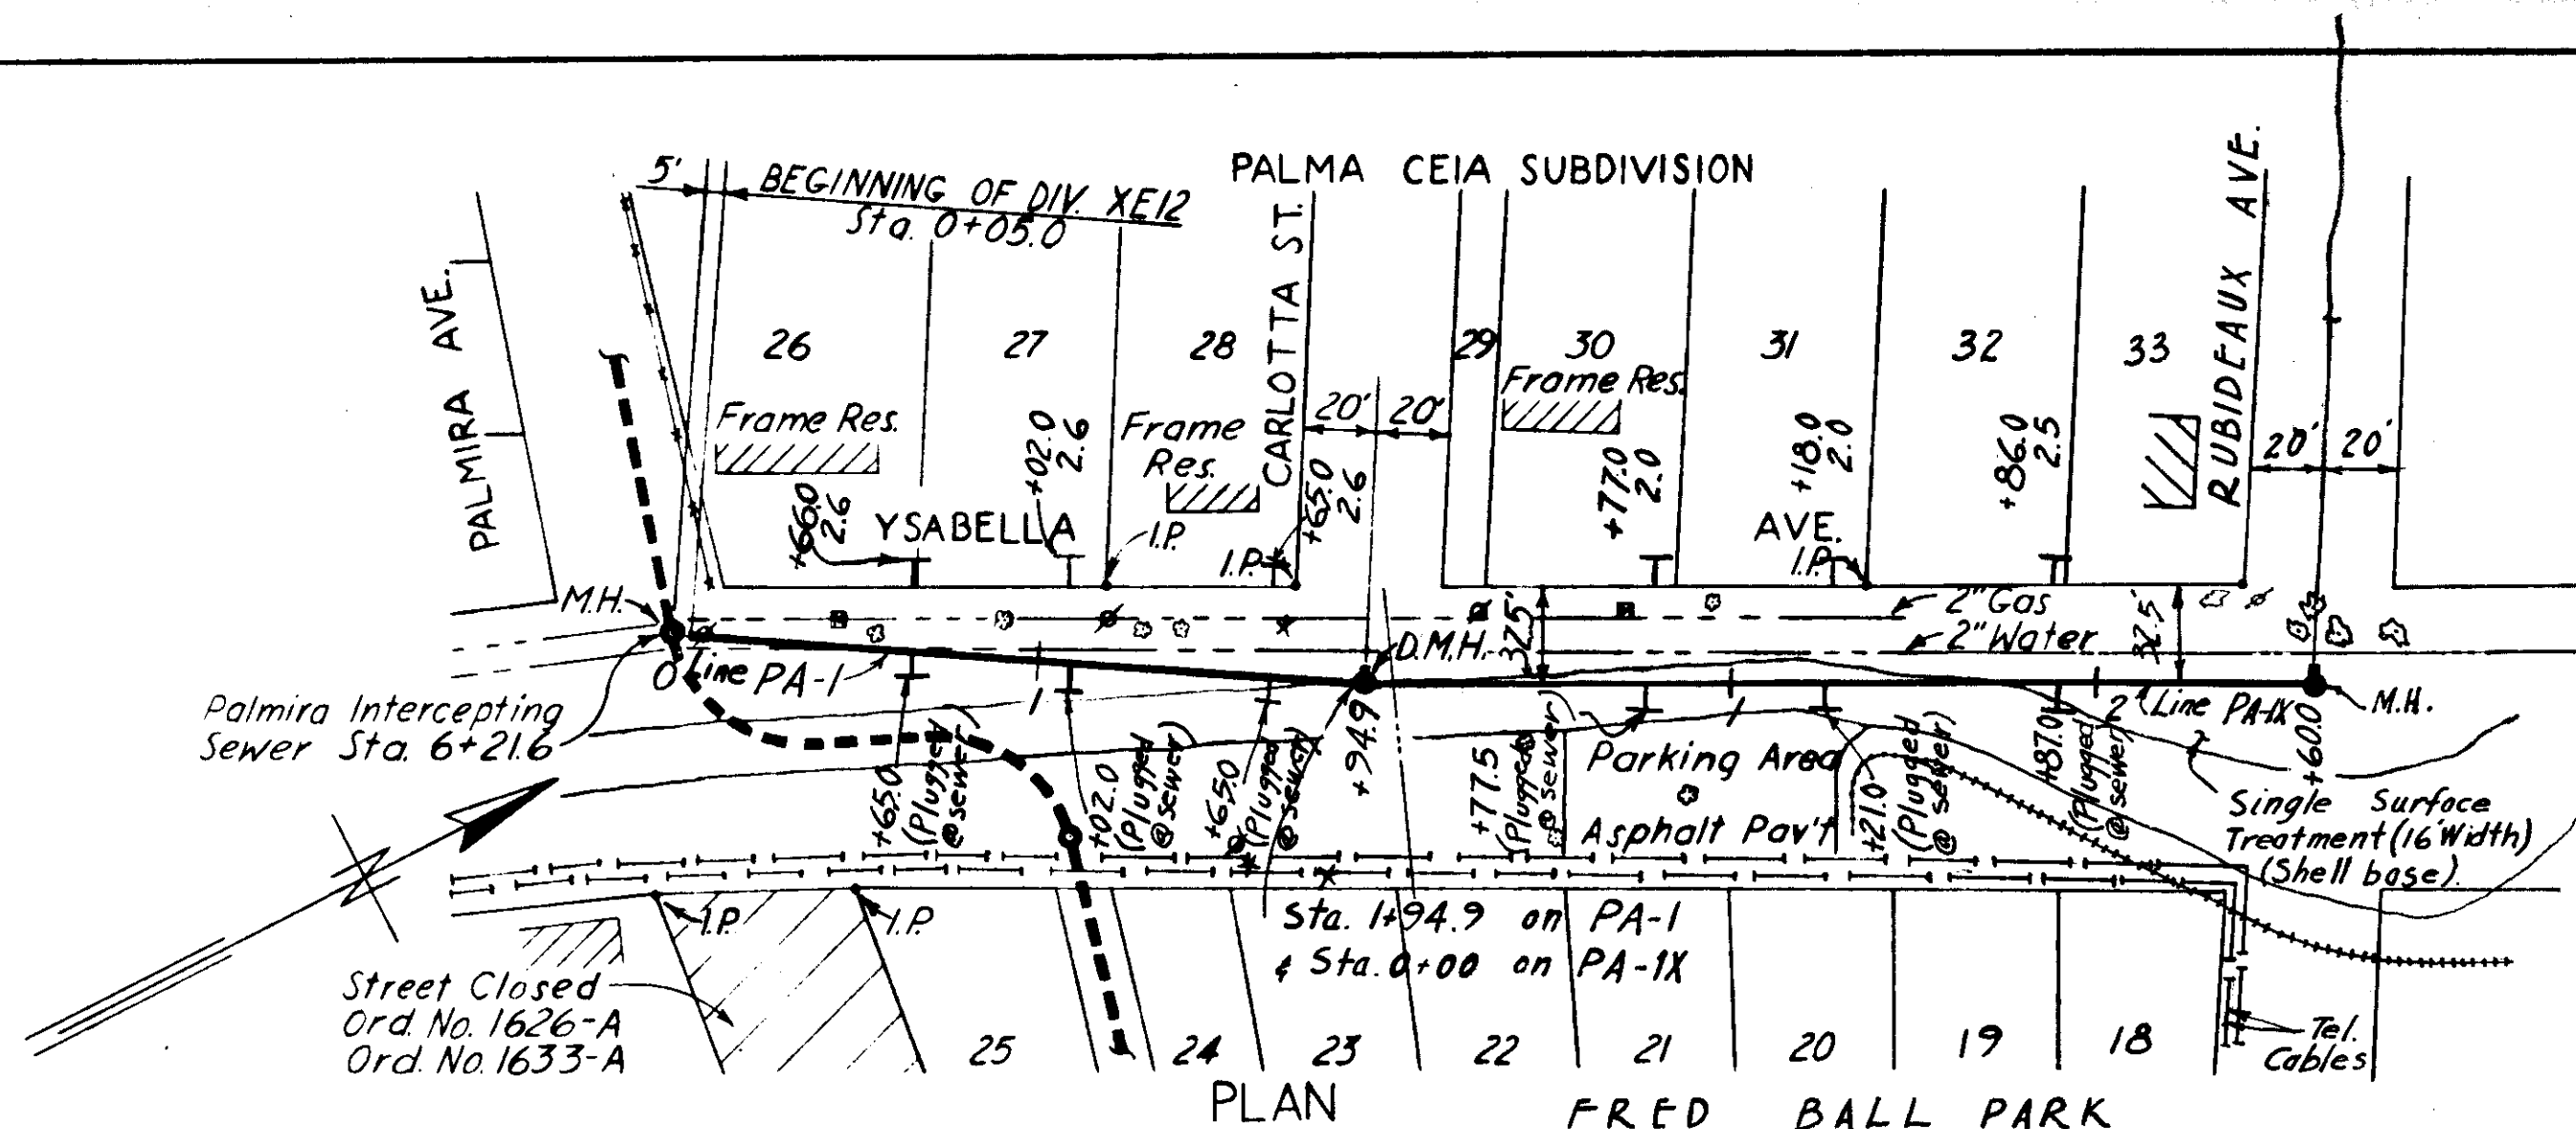 PALMA CEIA SUBDIVISION
5'
BEGINNING OF DIV. XE12
Sta. 0+05.0
PALMIRA AVE.
CARLOTTA ST.
RUBIDEAUX AVE.
26
27
28
29
30
31
32
33
Frame Res.
Frame
Res.
Frame Res.
20'
20'
20'
20'
+66.0
2.6
+02.0
2.6
+65.0
2.6
+77.0
2.0
+18.0
2.0
+86.0
2.5
YSABELLA
AVE.
I.P.
I.P.
I.P.
M.H.
2" Gas
2" Water
32.5'
32.5'
D.M.H.
O
Line PA-1
1
1
2
Line PA-1X
M.H.
Palmira Intercepting
Sewer Sta. 6+21.6
+65.0
(Plugged
@ sewer)
+02.0
(Plugged
@ sewer)
+65.0
(Plugged
@ sewer)
+94.9
+77.5
(Plugged
@ sewer)
Parking Area
Asphalt Pav't
+21.0
(Plugged
@ sewer)
+87.0
(Plugged
@ sewer)
+60.0
Single Surface
Treatment (16' Width)
(Shell base).
I.P.
I.P.
Sta. 1+94.9 on PA-1
& Sta. 0+00 on PA-1X
Street Closed
Ord. No. 1626-A
Ord. No. 1633-A
25
24
23
22
21
20
19
18
Tel.
Cables
PLAN
FRED BALL PARK